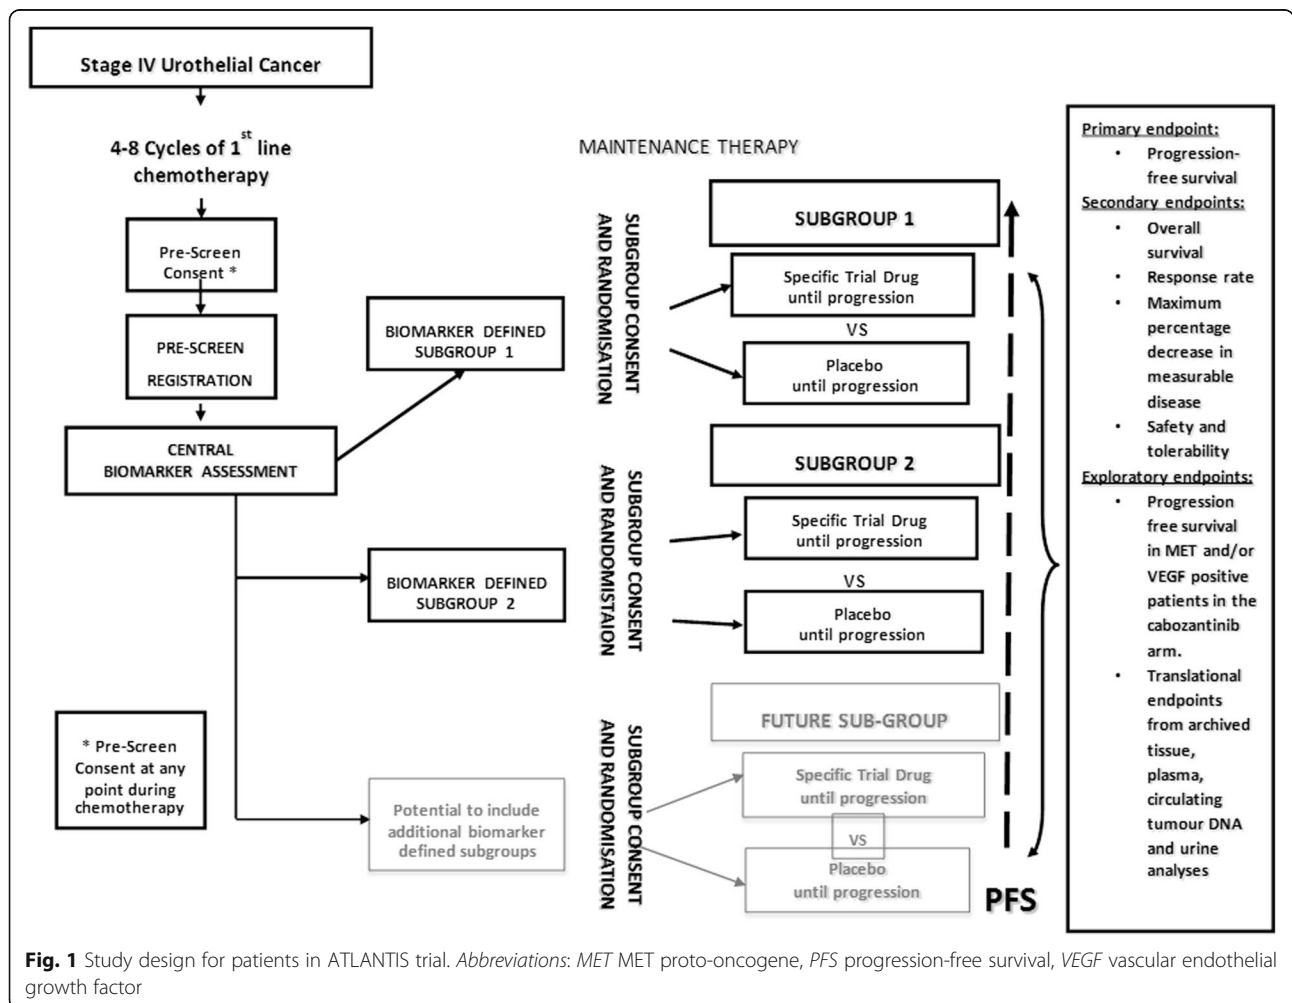 Stage IV Urothelial Cancer
4-8 Cycles of 1st line
chemotherapy
Pre-Screen
Consent *
PRE-SCREEN
REGISTRATION
CENTRAL
BIOMARKER ASSESSMENT
* Pre-Screen
Consent at any
point during
chemotherapy
BIOMARKER DEFINED
SUBGROUP 1
BIOMARKER DEFINED
SUBGROUP 2
Potential to include
additional biomarker
defined subgroups
MAINTENANCE THERAPY
SUBGROUP CONSENT
AND RANDOMISATION
SUBGROUP 1
Specific Trial Drug
until progression
VS
Placebo
until progression
SUBGROUP CONSENT
AND RANDOMISTAION
SUBGROUP 2
Specific Trial Drug
until progression
VS
Placebo
until progression
SUBGROUP CONSENT
AND RANDOMISATION
FUTURE SUB-GROUP
Specific Trial Drug
until progression
VS
Placebo
until progression
PFS
Primary endpoint:
• Progression-
free survival
Secondary endpoints:
• Overall
survival
• Response rate
• Maximum
percentage
decrease in
measurable
disease
• Safety and
tolerability
Exploratory endpoints:
• Progression
free survival
in MET and/or
VEGF positive
patients in the
cabozantinib
arm.
• Translational
endpoints
from archived
tissue,
plasma,
circulating
tumour DNA
and urine
analyses
Fig. 1 Study design for patients in ATLANTIS trial. Abbreviations: MET MET proto-oncogene, PFS progression-free survival, VEGF vascular endothelial
growth factor